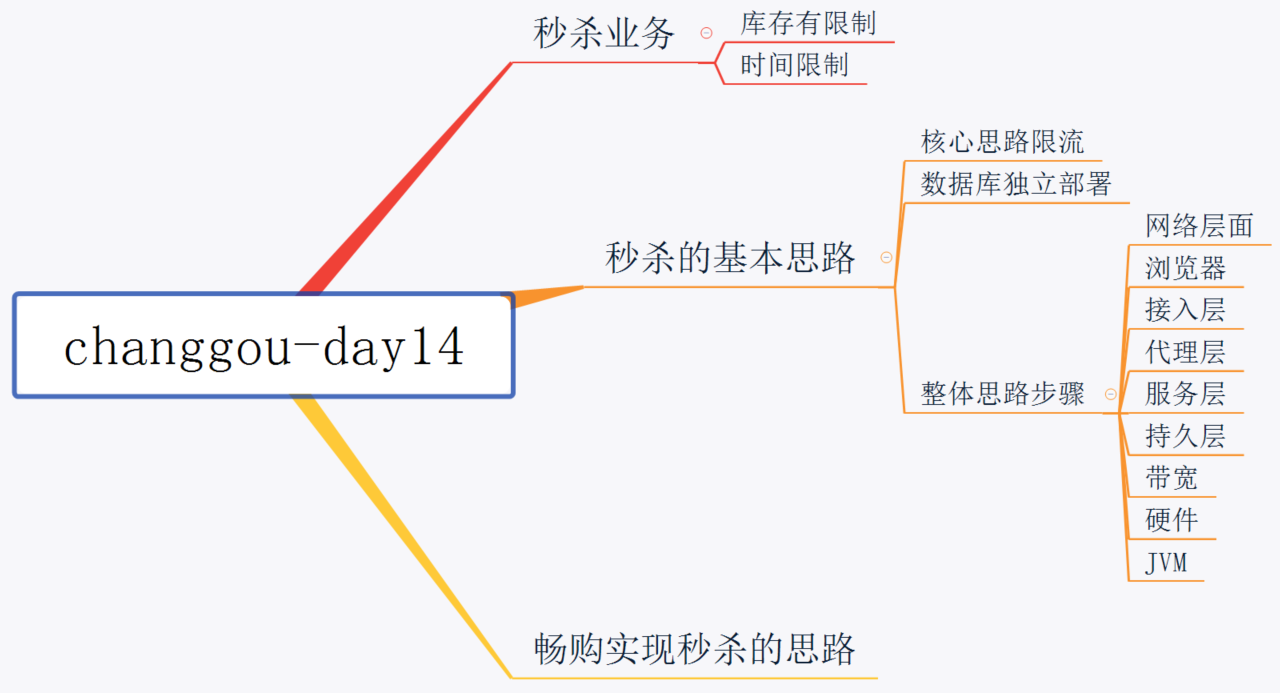 changgou-day14
秒杀业务
库存有限制
时间限制
秒杀的基本思路
核心思路限流
数据库独立部署
整体思路步骤
网络层面
浏览器
接入层
代理层
服务层
持久层
带宽
硬件
JVM
畅购实现秒杀的思路